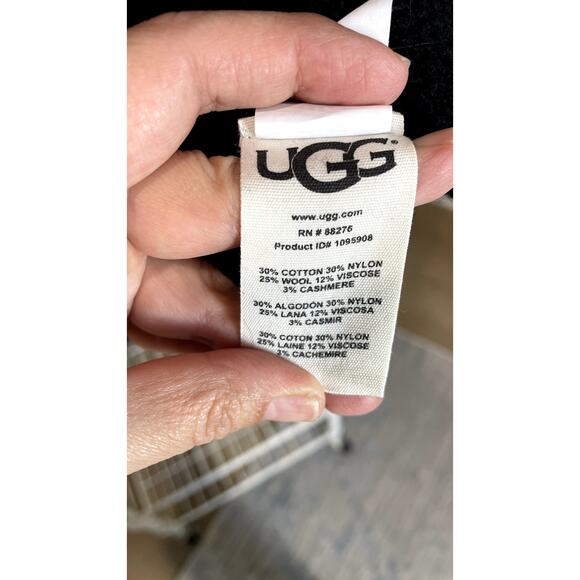 UGG
www.ugg.com
RN # 88276
Product ID# 1095908
30% COTTON 30% NYLON
25% WOOL 12% VISCOSE
3% CASHMERE
30% ALGODÓN 30% NYLON
25% LANA 12% VISCOSA
3% CASMIR
30% COTON 30% NYLON
25% LAINE 12% VISCOSE
3% CACHEMIRE